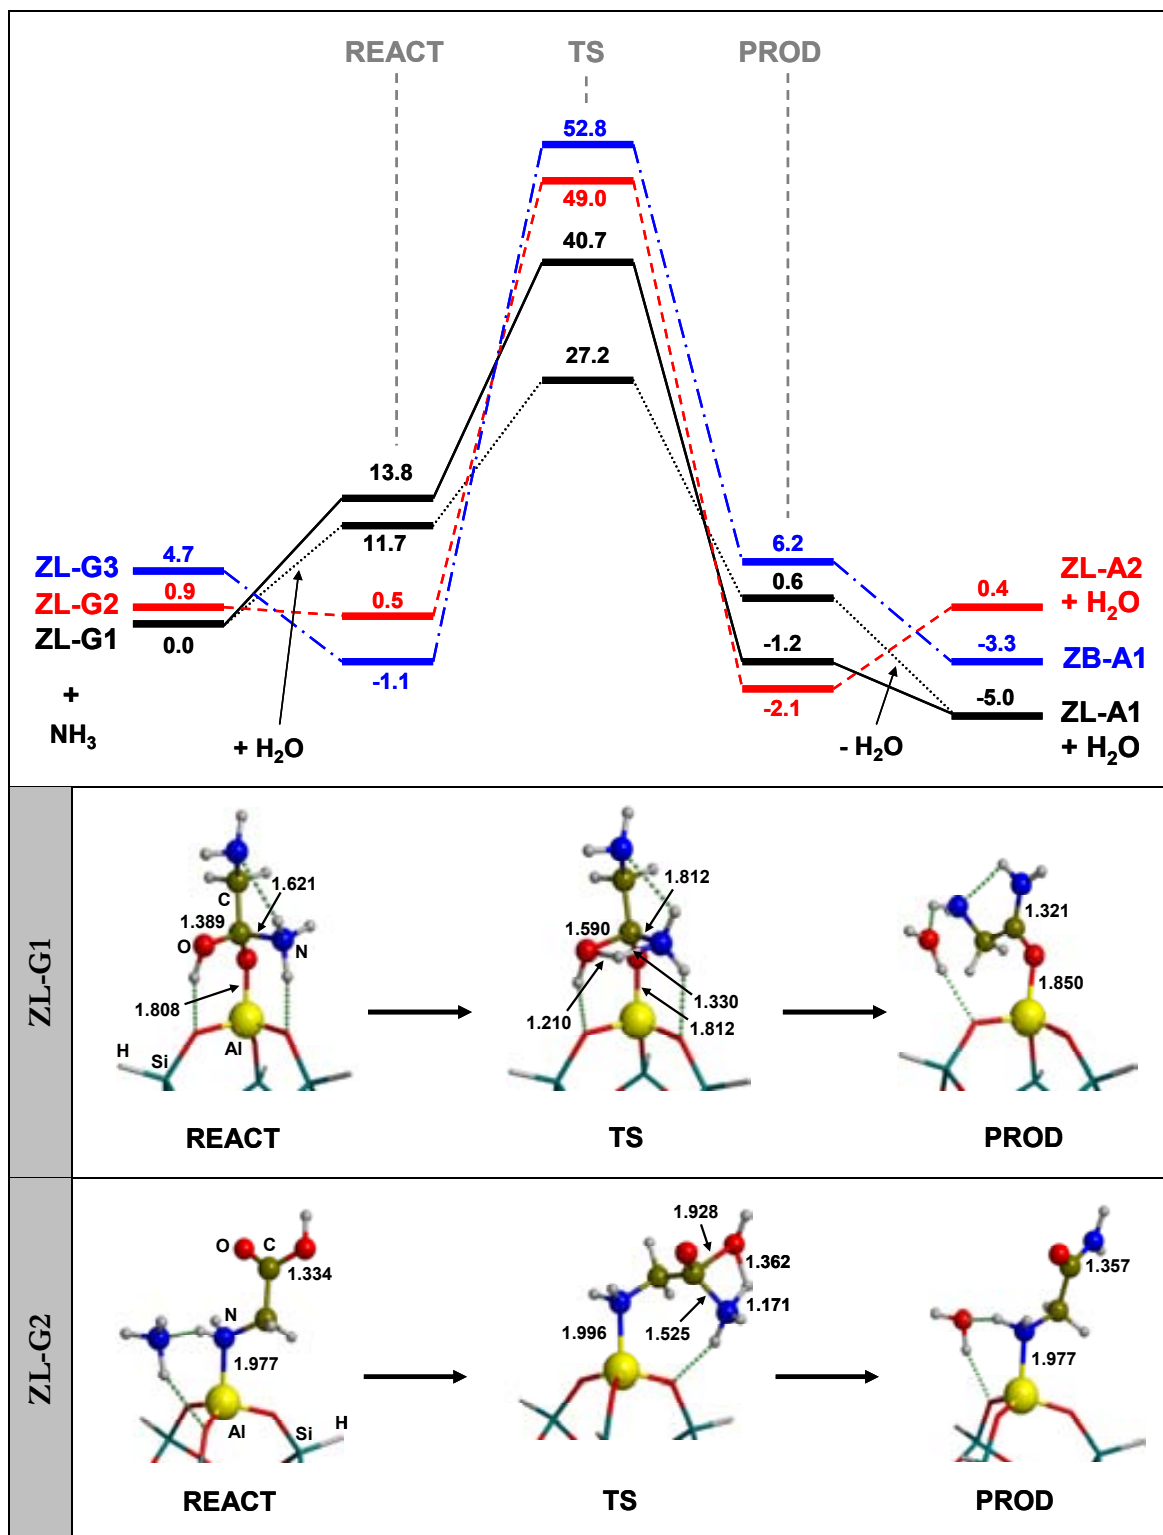 REACT TS PROD
52.8
49.0
40.7
27.2
13.8
11.7
ZL-G3 4.7
ZL-G2 0.9
ZL-G1 0.0
+
NH3
0.5
-1.1
+ H2O
6.2
0.6
-1.2
-2.1
- H2O
0.4
-3.3
-5.0
ZL-A2
+ H2O
ZB-A1
ZL-A1
+ H2O
ZL-G1
C
1.621
1.389
O
N
1.808
Al
H
Si
REACT
1.812
1.590
1.330
1.210
1.812
TS
1.321
1.850
PROD
ZL-G2
O C
1.334
N
1.977
Al
Si
H
REACT
1.928
1.362
1.171
1.996
1.525
TS
1.357
1.977
PROD